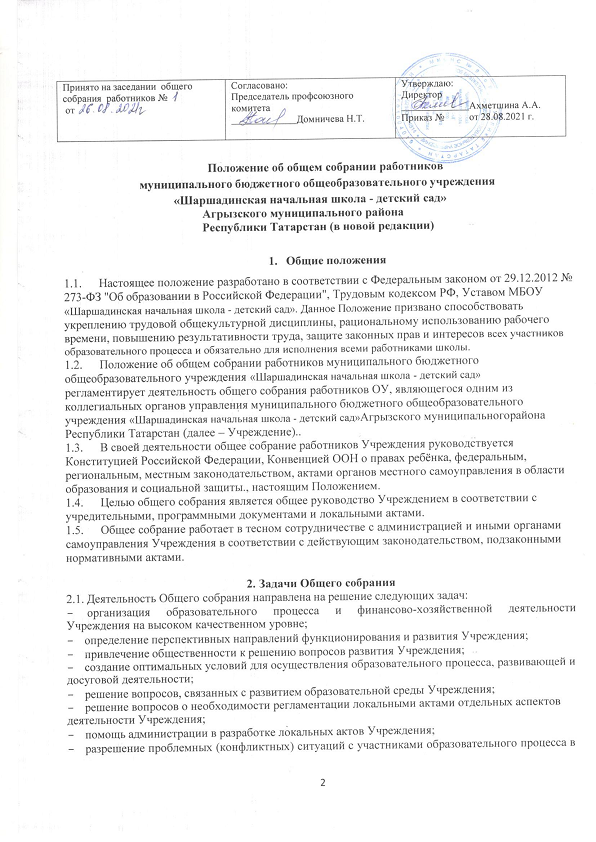 Принято на заседании общего
собрания работников № 1
от 26.08.2021г
Согласовано:
Председатель профсоюзного
комитета
Домничева Н.Т.
Утверждаю:
Директор
Ахметшина А.А.
Приказ № от 28.08.2021 г.
Положение об общем собрании работников
муниципального бюджетного общеобразовательного учреждения
«Шаршадинская начальная школа - детский сад»
Агрызского муниципального района
Республики Татарстан (в новой редакции)
1. Общие положения
1.1. Настоящее положение разработано в соответствии с Федеральным законом от 29.12.2012 №
273-ФЗ "Об образовании в Российской Федерации", Трудовым кодексом РФ, Уставом МБОУ
«Шаршадинская начальная школа - детский сад». Данное Положение призвано способствовать
укреплению трудовой общекультурной дисциплины, рациональному использованию рабочего
времени, повышению результативности труда, защите законных прав и интересов всех участников
образовательного процесса и обязательно для исполнения всеми работниками школы.
1.2. Положение об общем собрании работников муниципального бюджетного
общеобразовательного учреждения «Шаршадинская начальная школа - детский сад»
регламентирует деятельность общего собрания работников ОУ, являющегося одним из
коллегиальных органов управления муниципального бюджетного общеобразовательного
учреждения «Шаршадинская начальная школа - детский сад»Агрызского муниципальногорайона
Республики Татарстан (далее – Учреждение)..
1.3. В своей деятельности общее собрание работников Учреждения руководствуется
Конституцией Российской Федерации, Конвенцией ООН о правах ребёнка, федеральным,
региональным, местным законодательством, актами органов местного самоуправления в области
образования и социальной защиты., настоящим Положением.
1.4. Целью общего собрания является общее руководство Учреждением в соответствии с
учредительными, программными документами и локальными актами.
1.5. Общее собрание работает в тесном сотрудничестве с администрацией и иными органами
самоуправления Учреждения в соответствии с действующим законодательством, подзаконными
нормативными актами.
2. Задачи Общего собрания
2.1. Деятельность Общего собрания направлена на решение следующих задач:
– организация образовательного процесса и финансово-хозяйственной деятельности
Учреждения на высоком качественном уровне;
– определение перспективных направлений функционирования и развития Учреждения;
– привлечение общественности к решению вопросов развития Учреждения;
– создание оптимальных условий для осуществления образовательного процесса, развивающей и
досуговой деятельности;
– решение вопросов, связанных с развитием образовательной среды Учреждения;
– решение вопросов о необходимости регламентации локальными актами отдельных аспектов
деятельности Учреждения;
– помощь администрации в разработке локальных актов Учреждения;
– разрешение проблемных (конфликтных) ситуаций с участниками образовательного процесса в
2